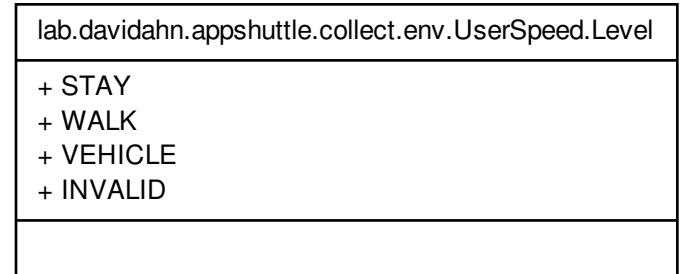 lab.davidahn.appshuttle.collect.env.UserSpeed.Level
+ STAY
+ WALK
+ VEHICLE
+ INVALID